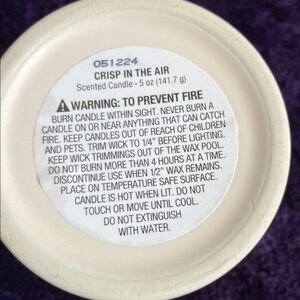 051224
CRISP IN THE AIR
Scented Candle • 5 oz (141.7 g)
WARNING: TO PREVENT FIRE
BURN CANDLE WITHIN SIGHT. NEVER BURN A
CANDLE ON OR NEAR ANYTHING THAT CAN CATCH
FIRE. KEEP CANDLES OUT OF REACH OF CHILDREN
AND PETS. TRIM WICK TO 1/4" BEFORE LIGHTING.
KEEP WICK TRIMMINGS OUT OF THE WAX POOL.
DO NOT BURN MORE THAN 4 HOURS AT A TIME.
DISCONTINUE USE WHEN 1/2" WAX REMAINS.
PLACE ON TEMPERATURE SAFE SURFACE.
CANDLE IS HOT WHEN LIT. DO NOT
TOUCH OR MOVE UNTIL COOL.
DO NOT EXTINGUISH
WITH WATER.